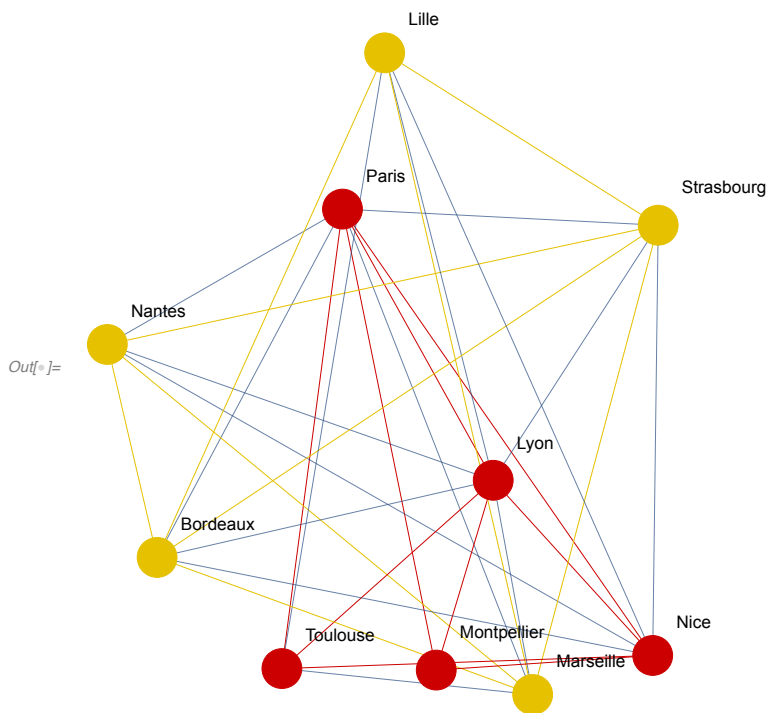 Lille
Paris
Strasbourg
Nantes
Out[•]=
Lyon
Bordeaux
Nice
Toulouse
Montpellier
Marseille